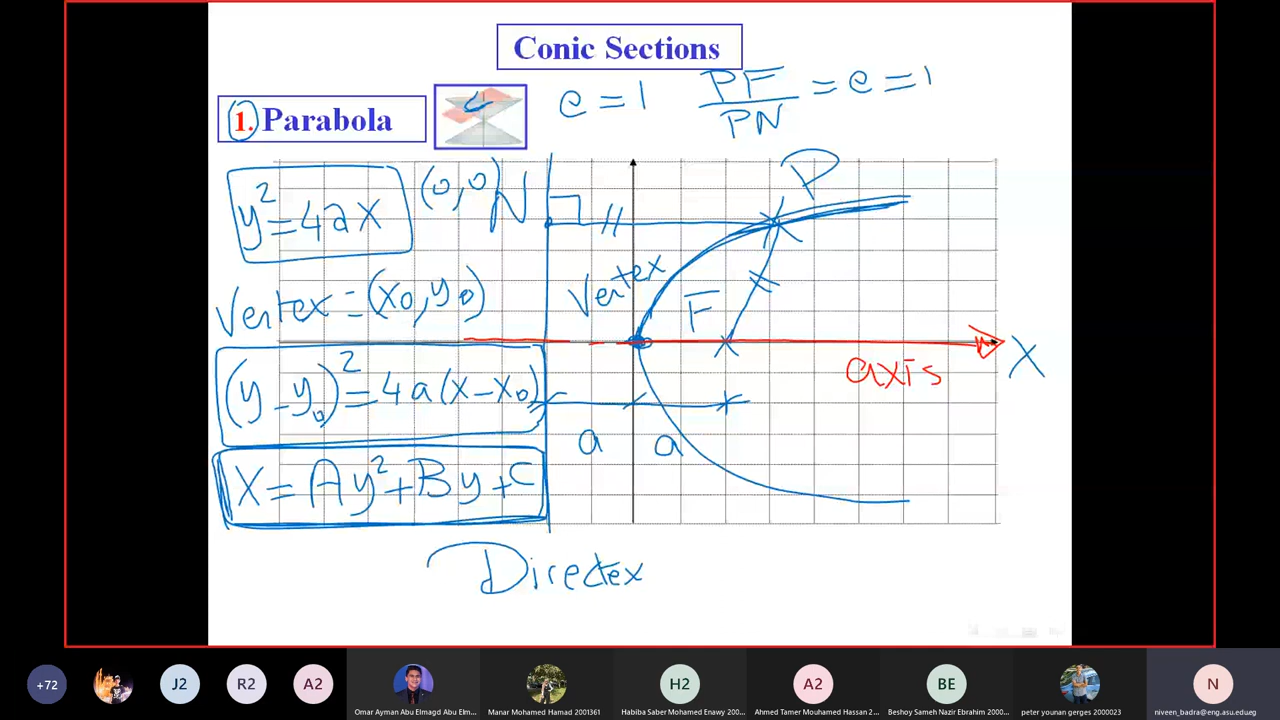 Conic Sections
1. Parabola
e = 1
PF/PN = e = 1
y² = 4ax
(0,0)
N
P
Vertex
F
Vertex = (x₀, y₀)
(y - y₀)² = 4a(x - x₀)
axis
X
a
a
X = Ay² + By + C
Directex
+72
J2
R2
A2
H2
A2
BE
N
Omar Ayman Abu Elmagd Abu Elm...
Manar Mohamed Hamad 2001361
Habiba Saber Mohamed Enawy 200...
Ahmed Tamer Mouhamed Hassan 2...
Beshoy Sameh Nazir Ebrahim 2000...
peter younan gerges 2000023
niveen_badra@eng.asu.edu.eg